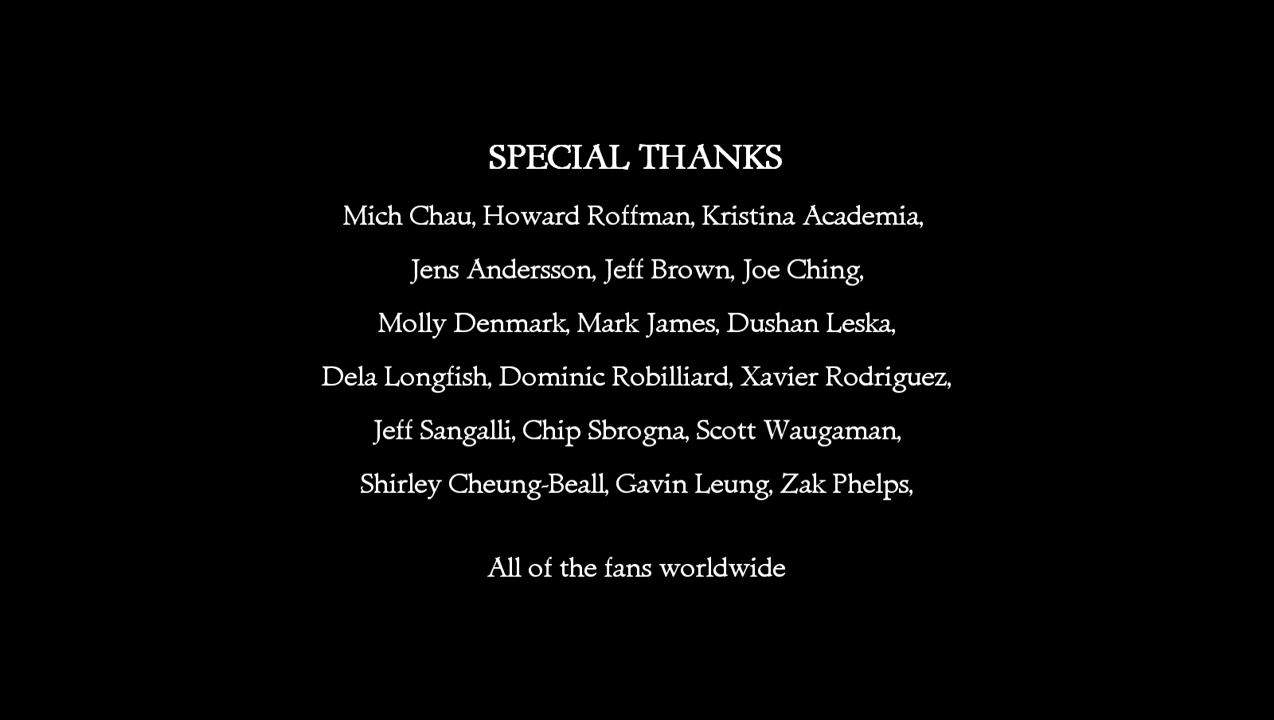 SPECIAL THANKS
Mich Chau, Howard Roffman, Kristina Academia,
Jens Andersson, Jeff Brown, Joe Ching,
Molly Denmark, Mark James, Dushan Leska,
Dela Longfish, Dominic Robilliard, Xavier Rodriguez,
Jeff Sangalli, Chip Sbrogna, Scott Waugaman,
Shirley Cheung-Beall, Gavin Leung, Zak Phelps,
All of the fans worldwide